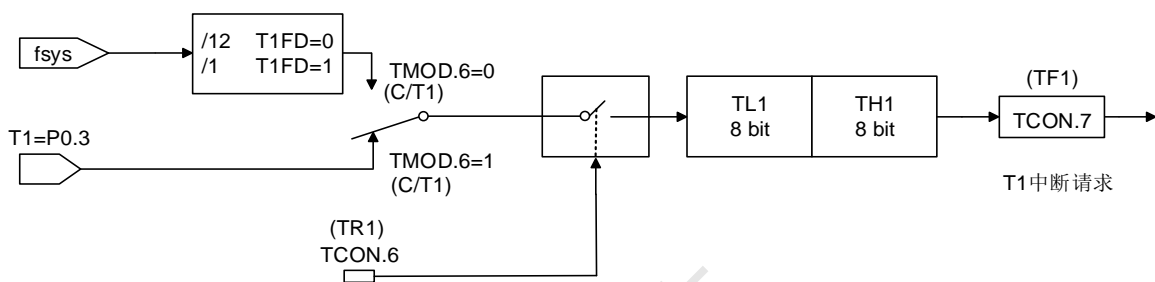 fsys
/12 T1FD=0
/1 T1FD=1
TMOD.6=0
(C/T1)
T1=P0.3
TMOD.6=1
(C/T1)
(TR1)
TCON.6
TL1
8 bit
TH1
8 bit
(TF1)
TCON.7
T1中断请求